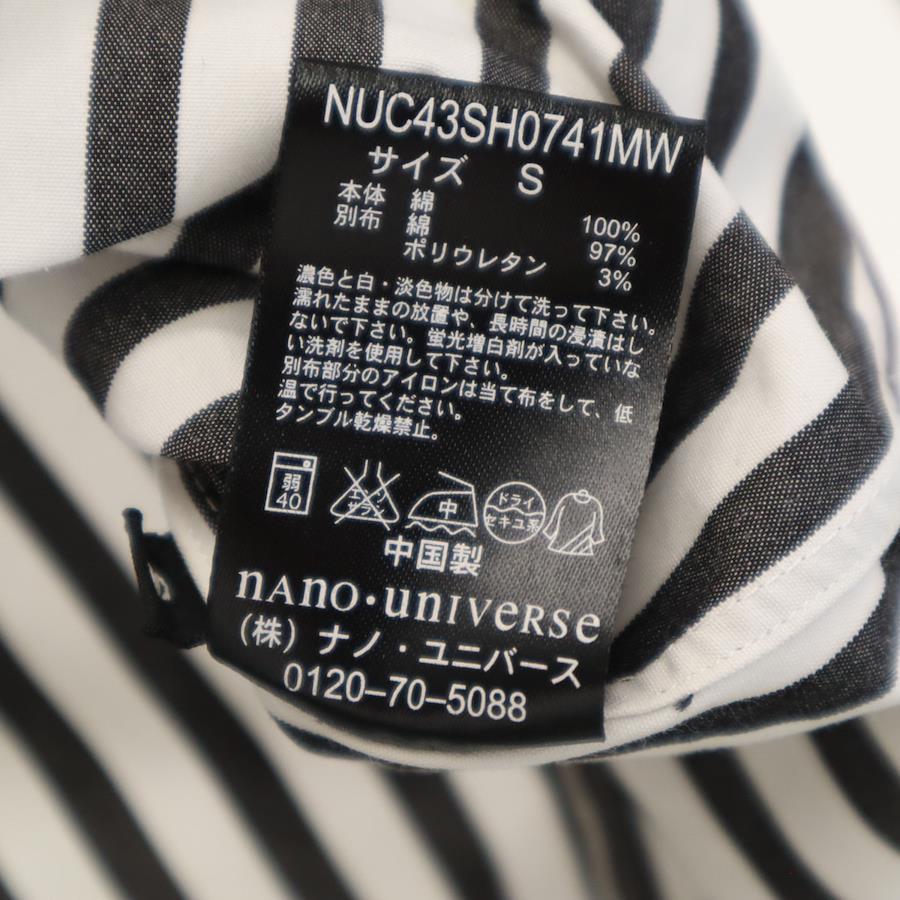 NUC43SH0741MW
サイズ S
本体 綿 100%
別布 綿 97%
ポリウレタン 3%
濃色と白・淡色物は分けて洗って下さい。
濡れたままの放置や、長時間の浸漬はし
ないで下さい。蛍光増白剤が入っていな
い洗剤を使用して下さい。
別布部分のアイロンは当て布をして、低
温で行ってください。
タンブル乾燥禁止。
弱 40 エンソ サラシ 中 ドライ セキユ系
中国製
nano・universe
(株) ナノ・ユニバース
0120-70-5088